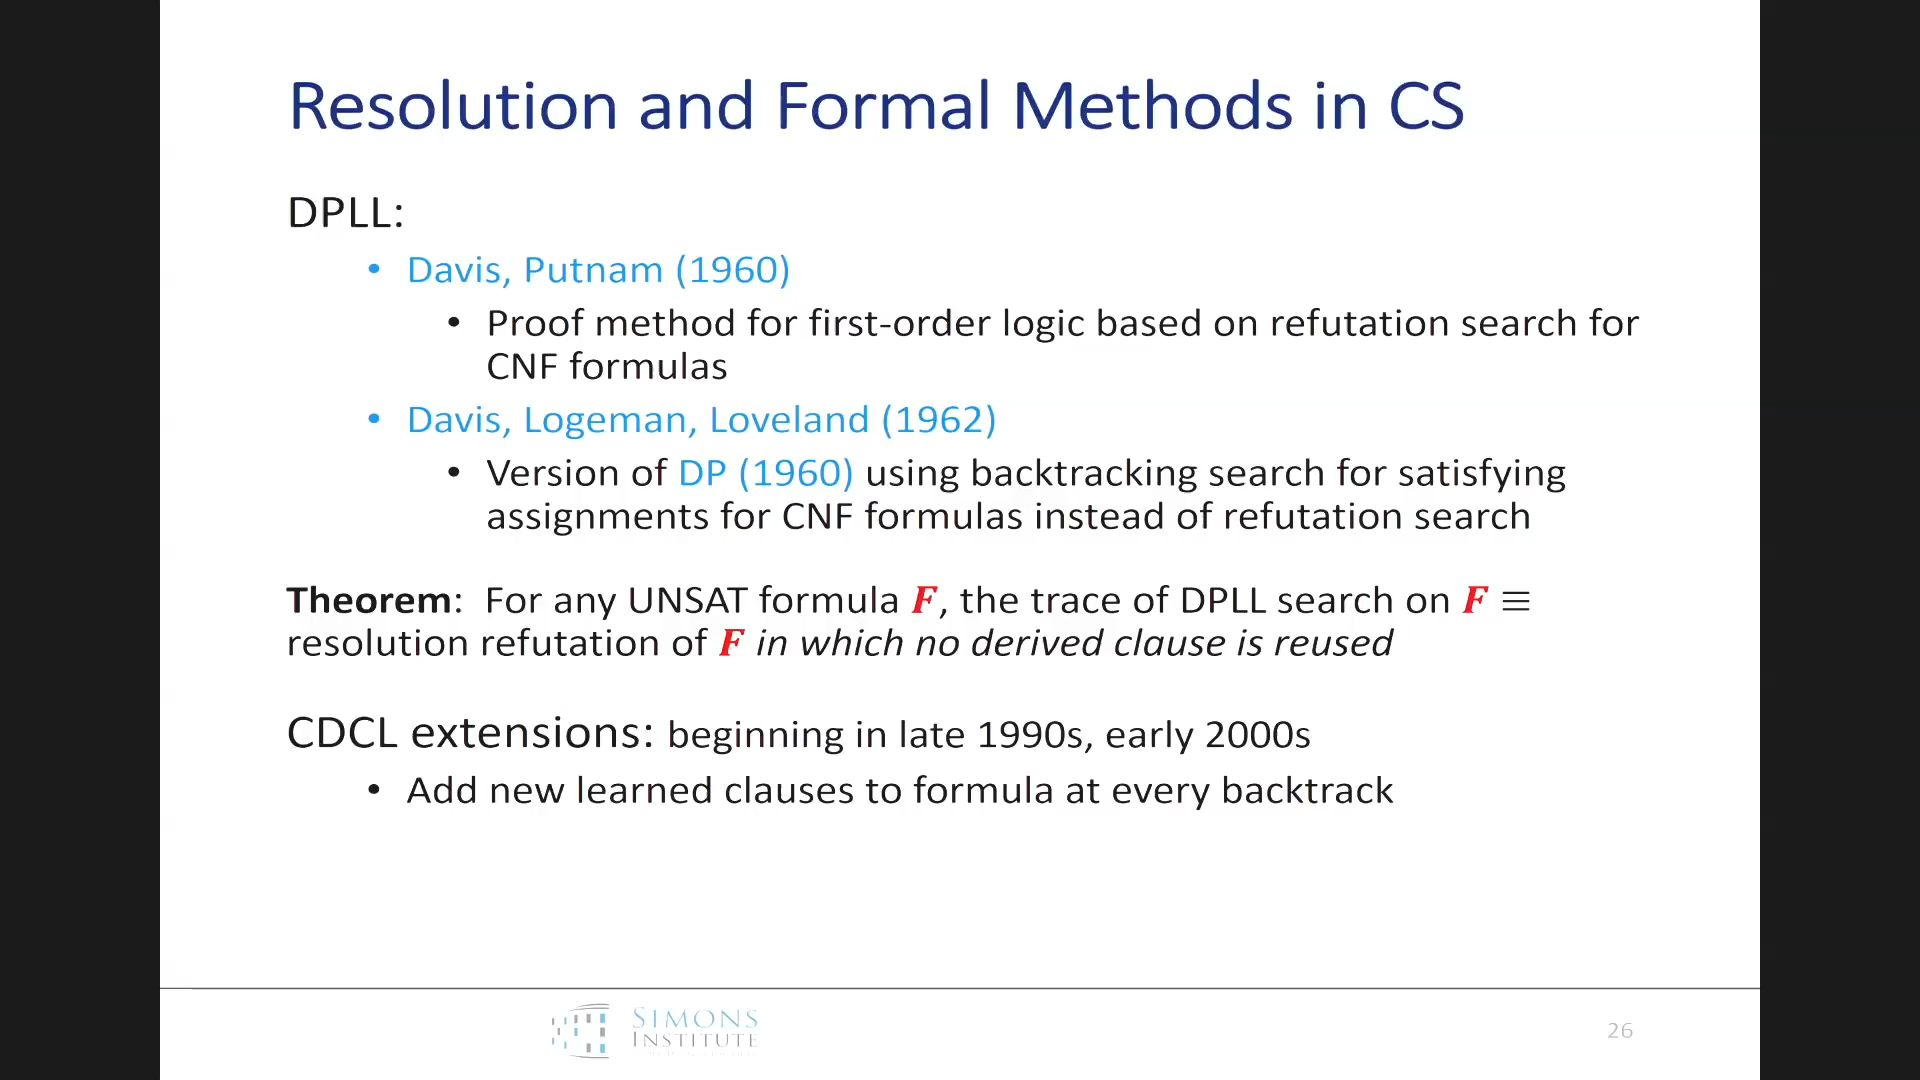 Resolution and Formal Methods in CS
DPLL:
• Davis, Putnam (1960)
• Proof method for first-order logic based on refutation search for
CNF formulas
• Davis, Logeman, Loveland (1962)
• Version of DP (1960) using backtracking search for satisfying
assignments for CNF formulas instead of refutation search
Theorem: For any UNSAT formula F, the trace of DPLL search on F ≡
resolution refutation of F in which no derived clause is reused
CDCL extensions: beginning in late 1990s, early 2000s
• Add new learned clauses to formula at every backtrack
SIMONS
INSTITUTE
26